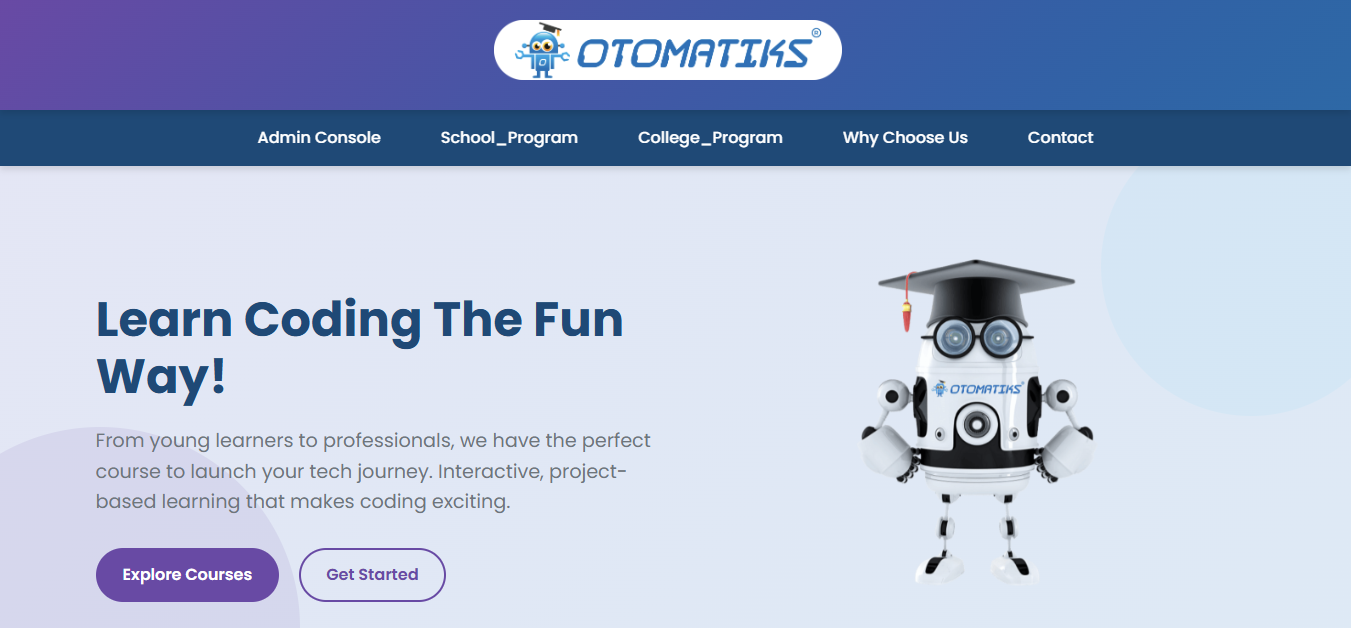 OTOMATIKS®
Admin Console School_Program College_Program Why Choose Us Contact
Learn Coding The Fun
Way!
From young learners to professionals, we have the perfect
course to launch your tech journey. Interactive, project-
based learning that makes coding exciting.
Explore Courses Get Started
OTOMATIKS